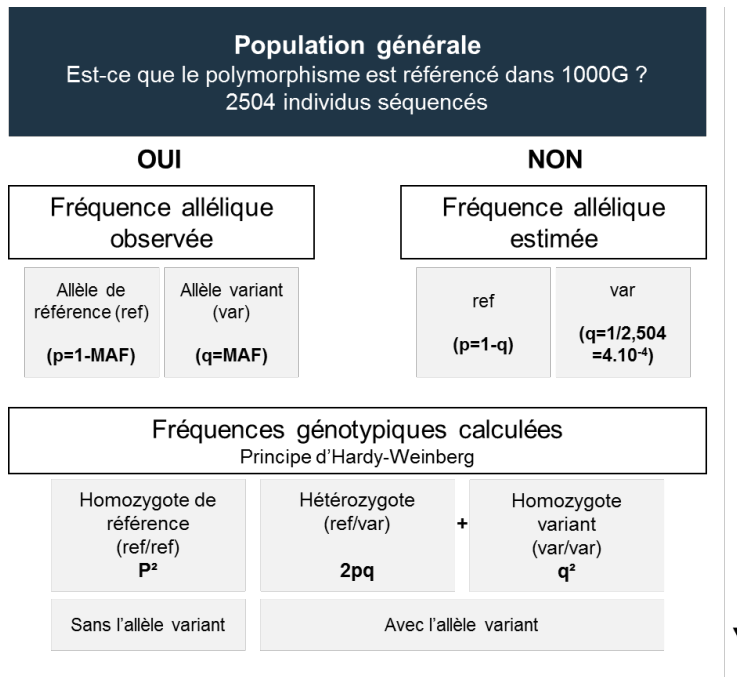 Population générale
Est-ce que le polymorphisme est référencé dans 1000G ?
2504 individus séquencés
OUI
NON
Fréquence allélique
observée
Fréquence allélique
estimée
Allèle de
référence (ref)
(p=1-MAF)
Allèle variant
(var)
(q=MAF)
ref
(p=1-q)
var
(q=1/2,504
=4.10⁻⁴)
Fréquences génotypiques calculées
Principe d'Hardy-Weinberg
Homozygote de
référence
(ref/ref)
P²
Hétérozygote
(ref/var)
2pq
+
Homozygote
variant
(var/var)
q²
Sans l'allèle variant
Avec l'allèle variant